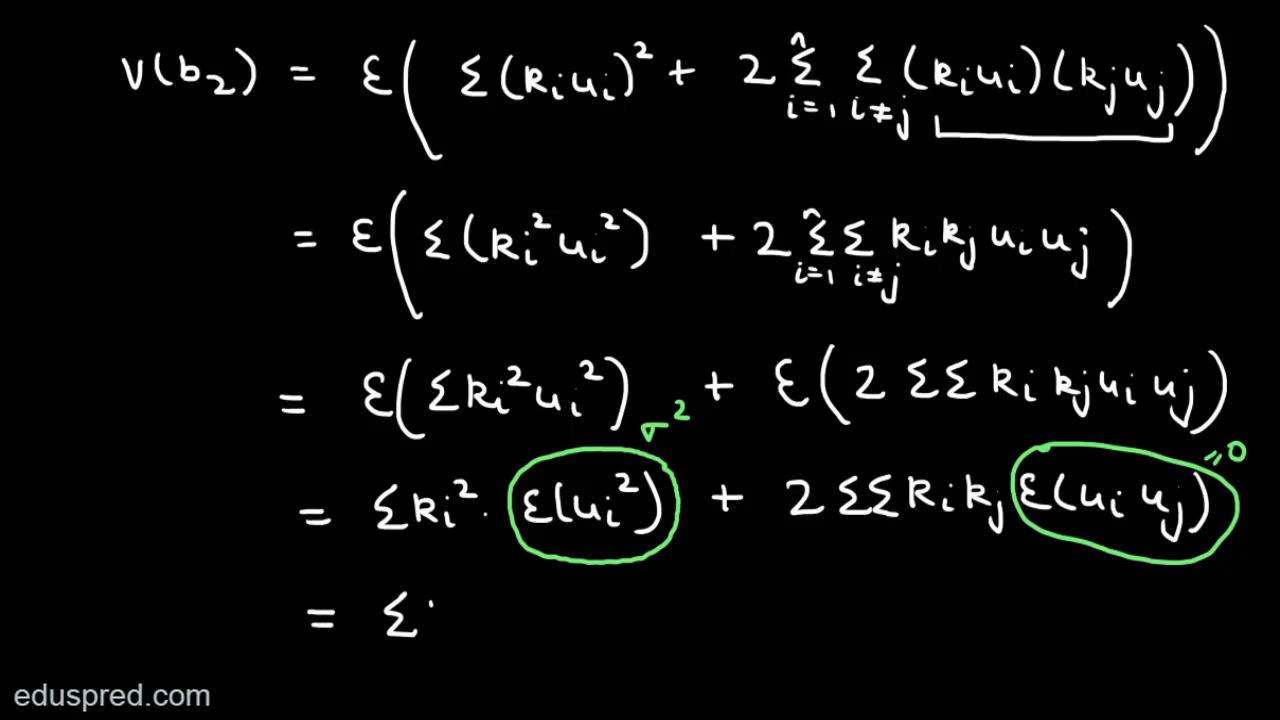 V(b₂) = ε( Σ(kᵢuᵢ)² + 2 Σⁿᵢ₌₁ Σᵢ≠ⱼ (kᵢuᵢ)(kⱼuⱼ))
= ε( Σ(kᵢ²uᵢ²) + 2 Σⁿᵢ₌₁ Σᵢ≠ⱼ kᵢkⱼuᵢuⱼ)
= ε(Σkᵢ²uᵢ²) + ε(2 ΣΣ kᵢkⱼuᵢuⱼ)
σ² =0
= Σkᵢ². ε(uᵢ²) + 2 ΣΣ kᵢkⱼ ε(uᵢuⱼ)
= Σ
eduspred.com